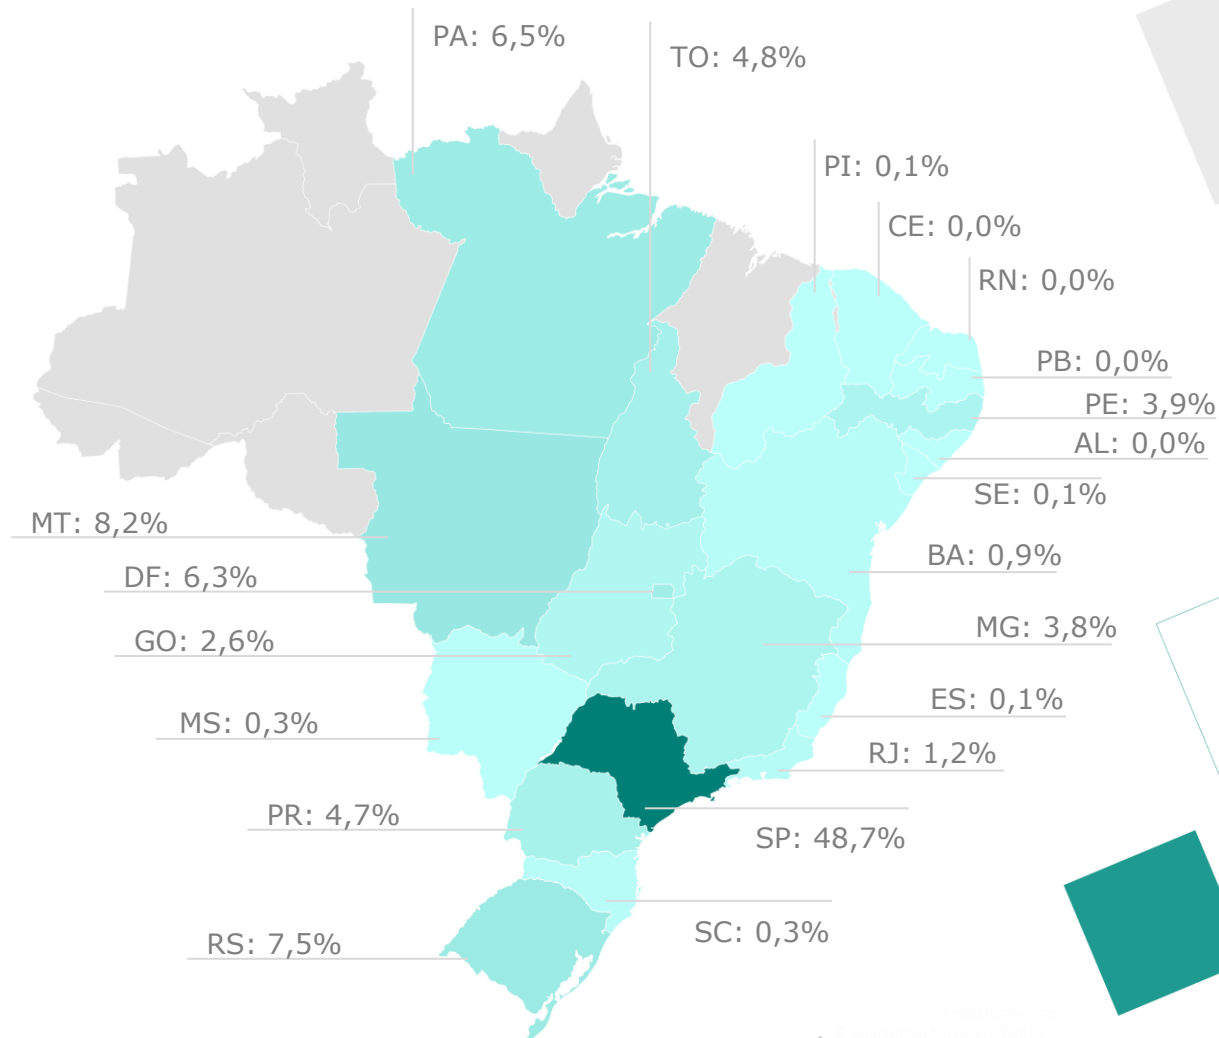 PA: 6,5%
TO: 4,8%
PI: 0,1%
CE: 0,0%
RN: 0,0%
PB: 0,0%
PE: 3,9%
AL: 0,0%
SE: 0,1%
MT: 8,2%
BA: 0,9%
DF: 6,3%
MG: 3,8%
GO: 2,6%
ES: 0,1%
MS: 0,3%
RJ: 1,2%
PR: 4,7%
SP: 48,7%
SC: 0,3%
RS: 7,5%